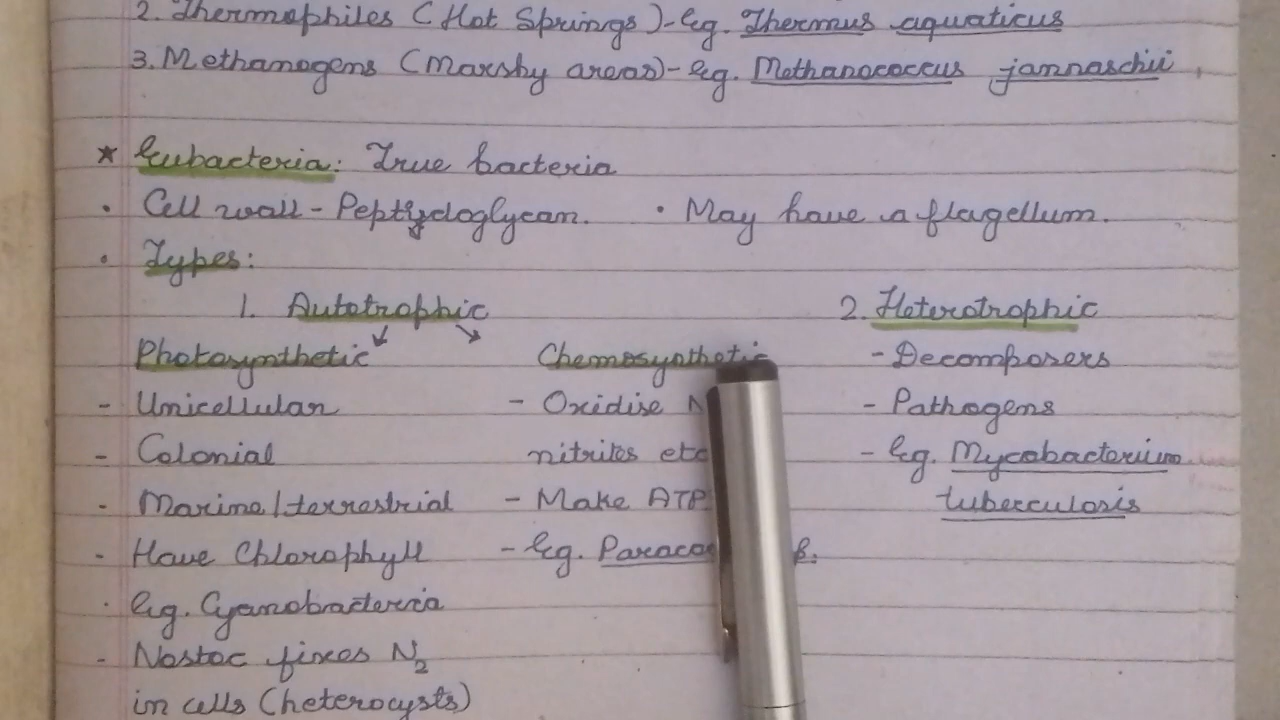 2. Thermophiles (Hot Springs)-Eg. Thermus aquaticus
3. Methanogens (Marshy areas)-Eg. Methanococcus jannaschii
* Eubacteria: True bacteria
• Cell wall - Peptydoglycan. • May have a flagellum.
• Types:
1. Autotrophic 2. Heterotrophic
Photosynthetic Chemosythetic - Decomposers
- Unicellular - Oxidise - Pathogens
- Colonial nitrites etc - Eg. Mycobacterium
- Marine/terrestrial - Make ATP tuberculosis
- Have Chlorophyll - Eg.
- Eg. Cyanobacteria
- Nostoc fixes N₂
in cells (heterocysts)